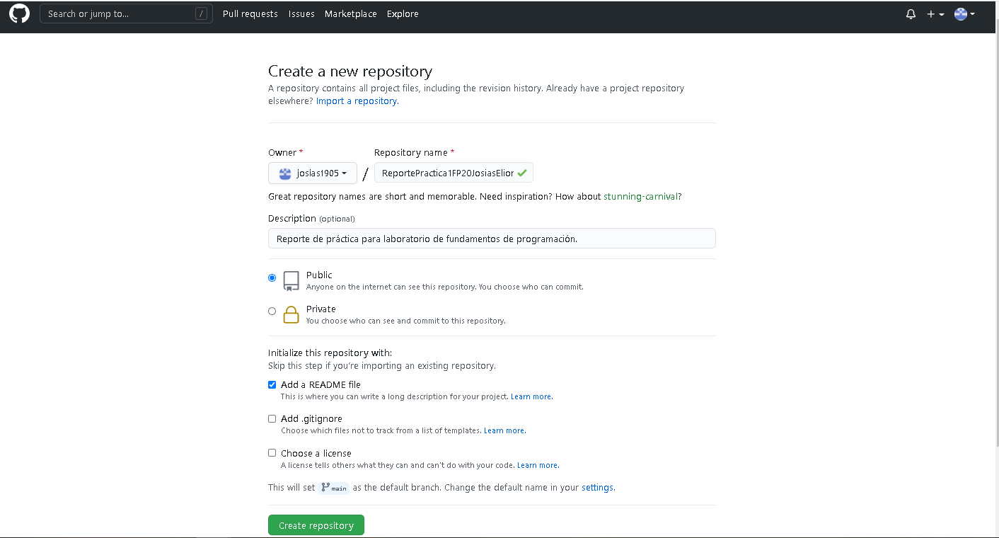 Search or jump to... / Pull requests Issues Marketplace Explore
Create a new repository
A repository contains all project files, including the revision history. Already have a project repository
elsewhere? Import a repository.
Owner * Repository name *
josias1905 / ReportePractica1FP20JosiasElior
Great repository names are short and memorable. Need inspiration? How about stunning-carnival?
Description (optional)
Reporte de práctica para laboratorio de fundamentos de programación.
Public
Anyone on the internet can see this repository. You choose who can commit.
Private
You choose who can see and commit to this repository.
Initialize this repository with:
Skip this step if you're importing an existing repository.
Add a README file
This is where you can write a long description for your project. Learn more.
Add .gitignore
Choose which files not to track from a list of templates. Learn more.
Choose a license
A license tells others what they can and can't do with your code. Learn more.
This will set main as the default branch. Change the default name in your settings.
Create repository